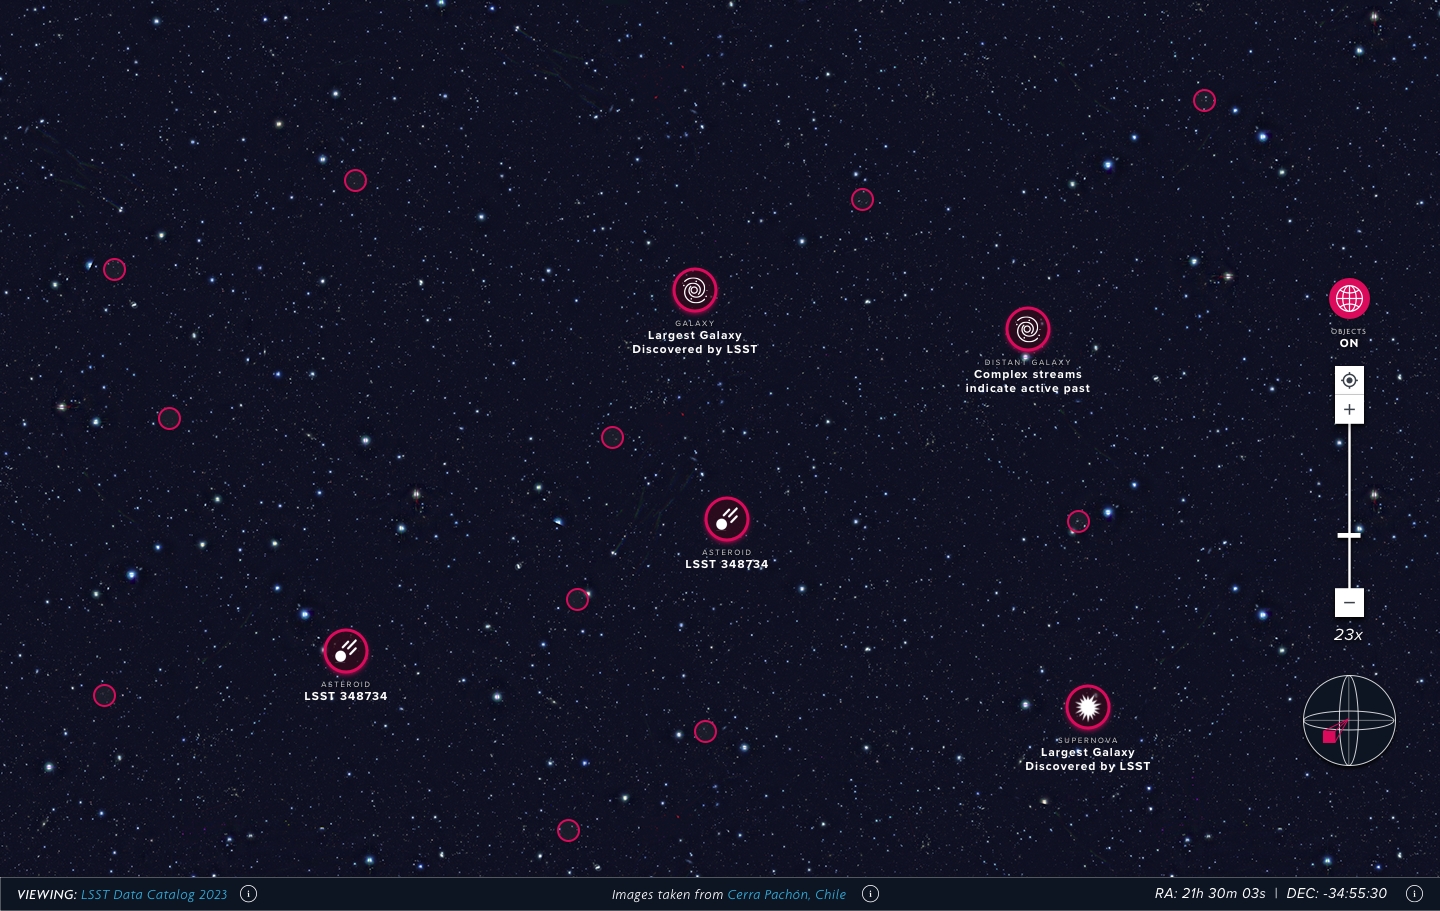 GALAXY
Largest Galaxy
Discovered by LSST
DISTANT GALAXY
Complex streams
indicate active past
OBJECTS
ON
ASTEROID
LSST 348734
23x
ASTEROID
LSST 348734
SUPERNOVA
Largest Galaxy
Discovered by LSST
VIEWING: LSST Data Catalog 2023 i
Images taken from Cerra Pachón, Chile i
RA: 21h 30m 03s | DEC: -34:55:30 i